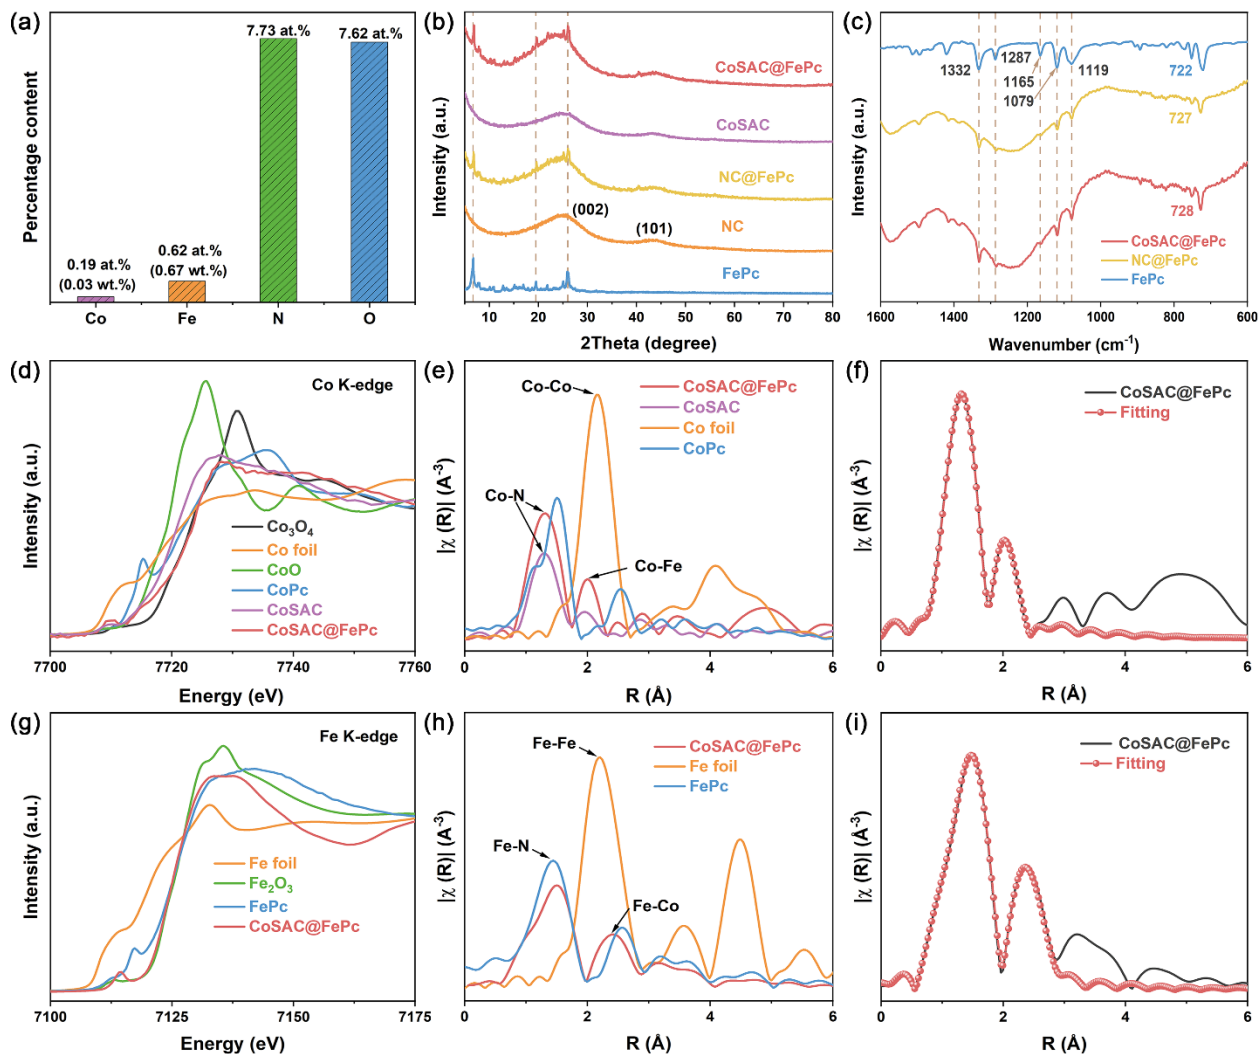 (a)
Percentage content
0.19 at.%
(0.03 wt.%)
0.62 at.%
(0.67 wt.%)
7.73 at.%
7.62 at.%
Co Fe N O
(b)
Intensity (a.u.)
CoSAC@FePc
CoSAC
NC@FePc
(002)
(101)
NC
FePc
5 10 20 30 40 50 60 70 80
2Theta (degree)
(c)
Intensity (a.u.)
1332
1287
1165
1079
1119
722
727
728
CoSAC@FePc
NC@FePc
FePc
1600 1400 1200 1000 800 600
Wavenumber (cm⁻¹)
(d)
Intensity (a.u.)
Co K-edge
Co₃O₄
Co foil
CoO
CoPc
CoSAC
CoSAC@FePc
7700 7720 7740 7760
Energy (eV)
(e)
|χ (R)| (Å⁻³)
Co-Co
Co-N
Co-Fe
CoSAC@FePc
CoSAC
Co foil
CoPc
0 2 4 6
R (Å)
(f)
|χ (R)| (Å⁻³)
CoSAC@FePc
Fitting
0 2 4 6
R (Å)
(g)
Intensity (a.u.)
Fe K-edge
Fe foil
Fe₂O₃
FePc
CoSAC@FePc
7100 7125 7150 7175
Energy (eV)
(h)
|χ (R)| (Å⁻³)
Fe-Fe
Fe-N
Fe-Co
CoSAC@FePc
Fe foil
FePc
0 2 4 6
R (Å)
(i)
|χ (R)| (Å⁻³)
CoSAC@FePc
Fitting
0 2 4 6
R (Å)